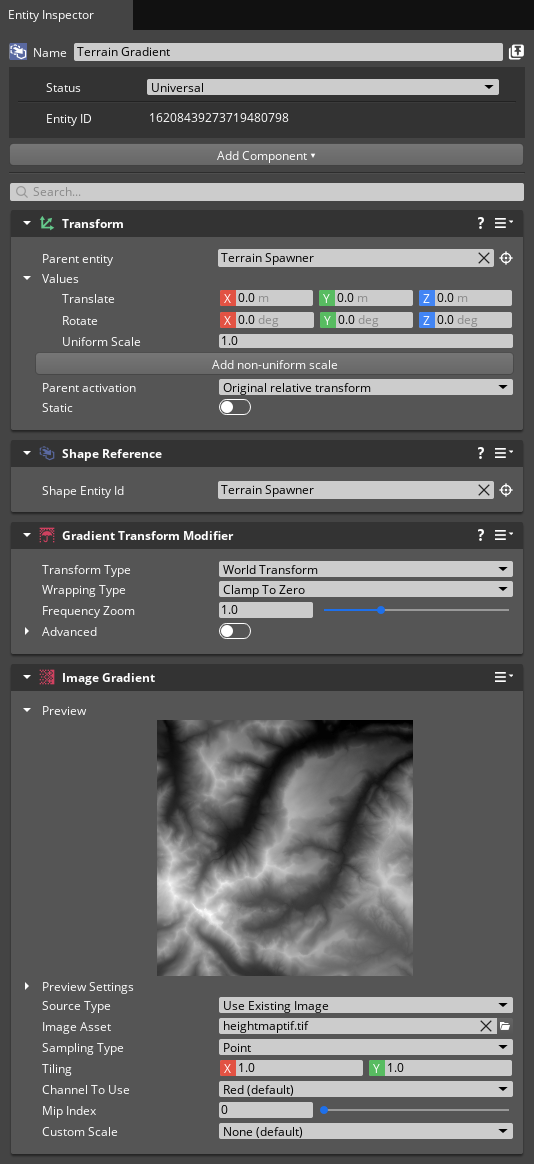 Entity Inspector
Name Terrain Gradient
Status Universal
Entity ID 16208439273719480798
Add Component
Search...
Transform ?
Parent entity Terrain Spawner
Values
Translate X 0.0 m Y 0.0 m Z 0.0 m
Rotate X 0.0 deg Y 0.0 deg Z 0.0 deg
Uniform Scale 1.0
Add non-uniform scale
Parent activation Original relative transform
Static
Shape Reference ?
Shape Entity Id Terrain Spawner
Gradient Transform Modifier ?
Transform Type World Transform
Wrapping Type Clamp To Zero
Frequency Zoom 1.0
Advanced
Image Gradient
Preview
Preview Settings
Source Type Use Existing Image
Image Asset heightmaptif.tif
Sampling Type Point
Tiling X 1.0 Y 1.0
Channel To Use Red (default)
Mip Index 0
Custom Scale None (default)